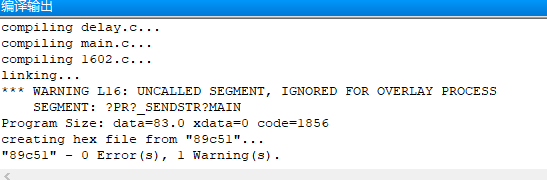 编译输出
compiling delay.c...
compiling main.c...
compiling 1602.c...
linking...
*** WARNING L16: UNCALLED SEGMENT, IGNORED FOR OVERLAY PROCESS
    SEGMENT: ?PR?_SENDSTR?MAIN
Program Size: data=83.0 xdata=0 code=1856
creating hex file from "89c51"...
"89c51" - 0 Error(s), 1 Warning(s).